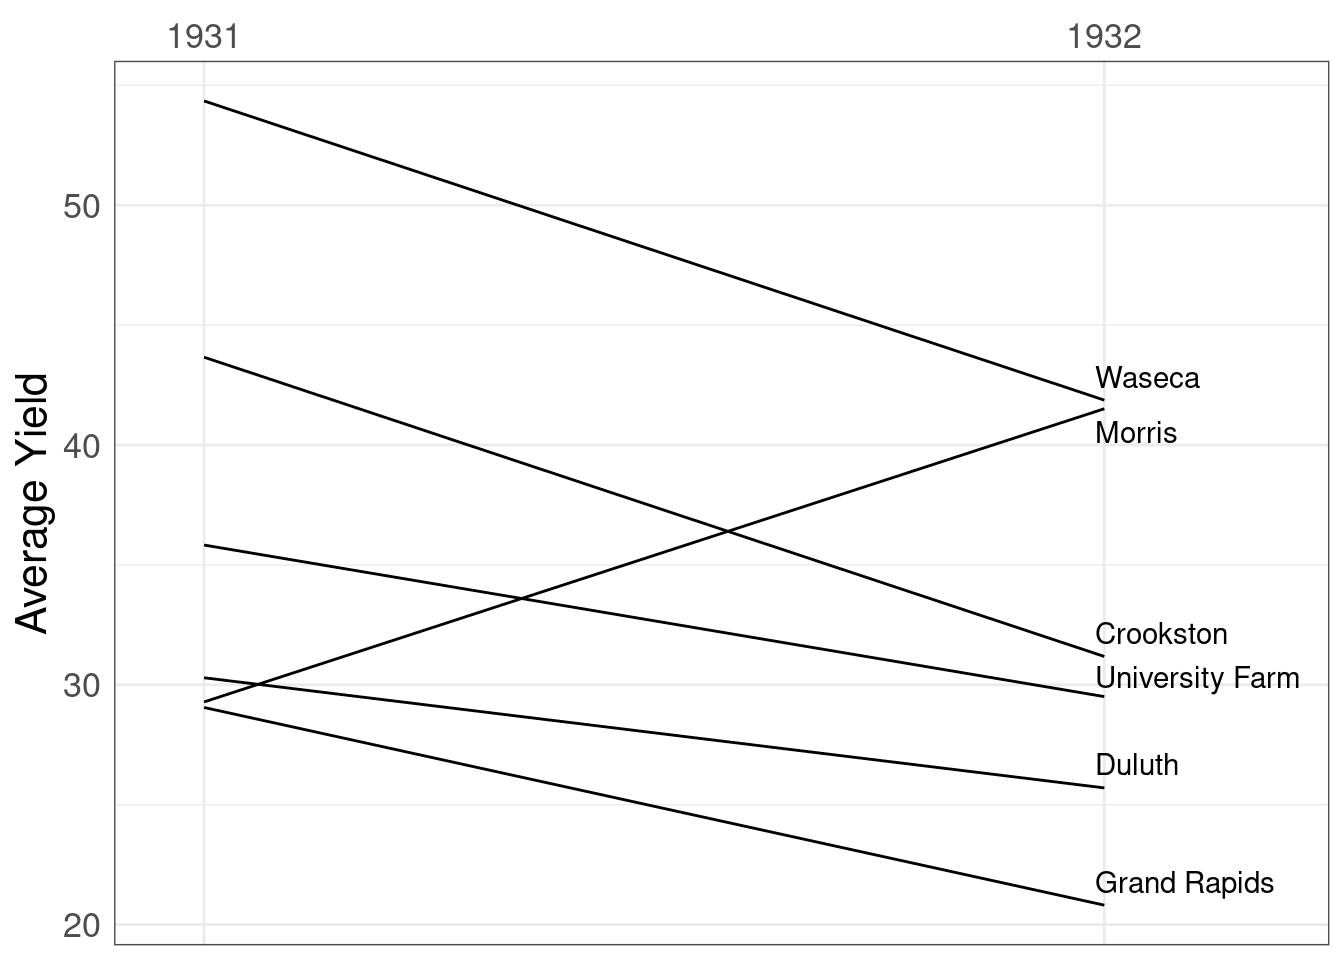 1931
1932
Average Yield
50
40
30
20
Waseca
Morris
Crookston
University Farm
Duluth
Grand Rapids